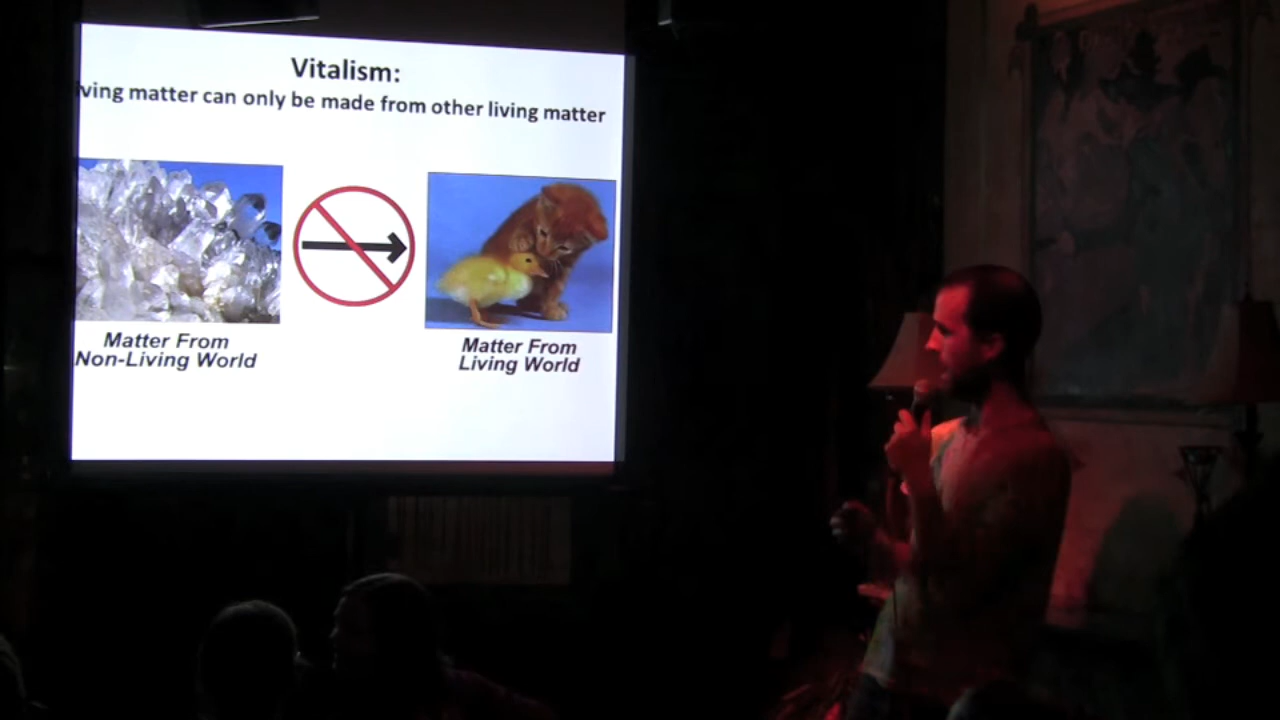 Vitalism:
ving matter can only be made from other living matter
Matter From
Non-Living World
Matter From
Living World